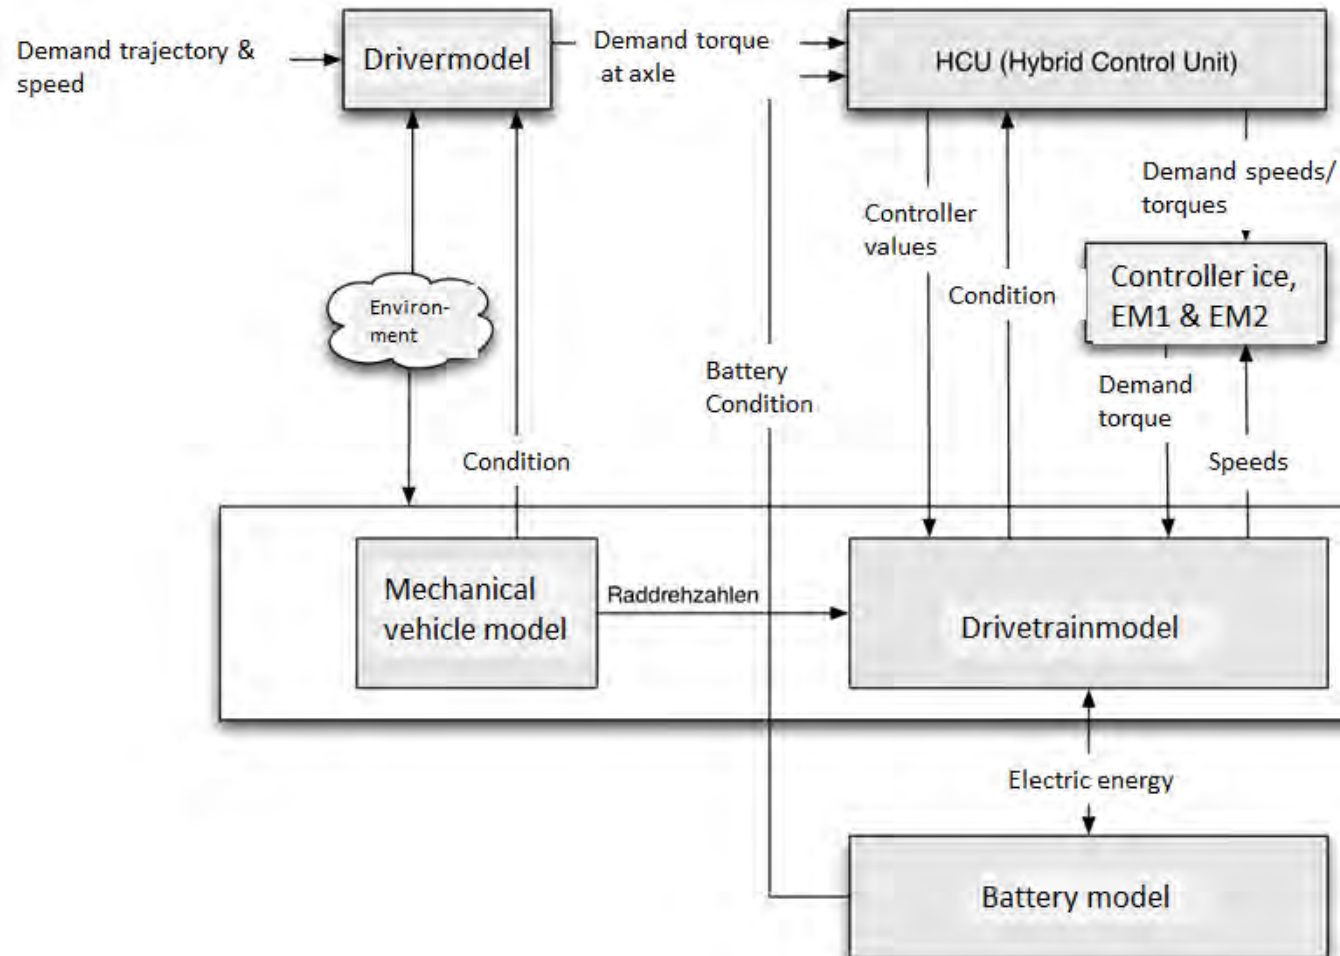 Demand trajectory &
speed
Drivermodel
Demand torque
at axle
HCU (Hybrid Control Unit)
Demand speeds/
torques
Controller
values
Condition
Controller ice,
EM1 & EM2
Environ-
ment
Battery
Condition
Demand
torque
Condition
Speeds
Mechanical
vehicle model
Raddrehzahlen
Drivetrainmodel
Electric energy
Battery model